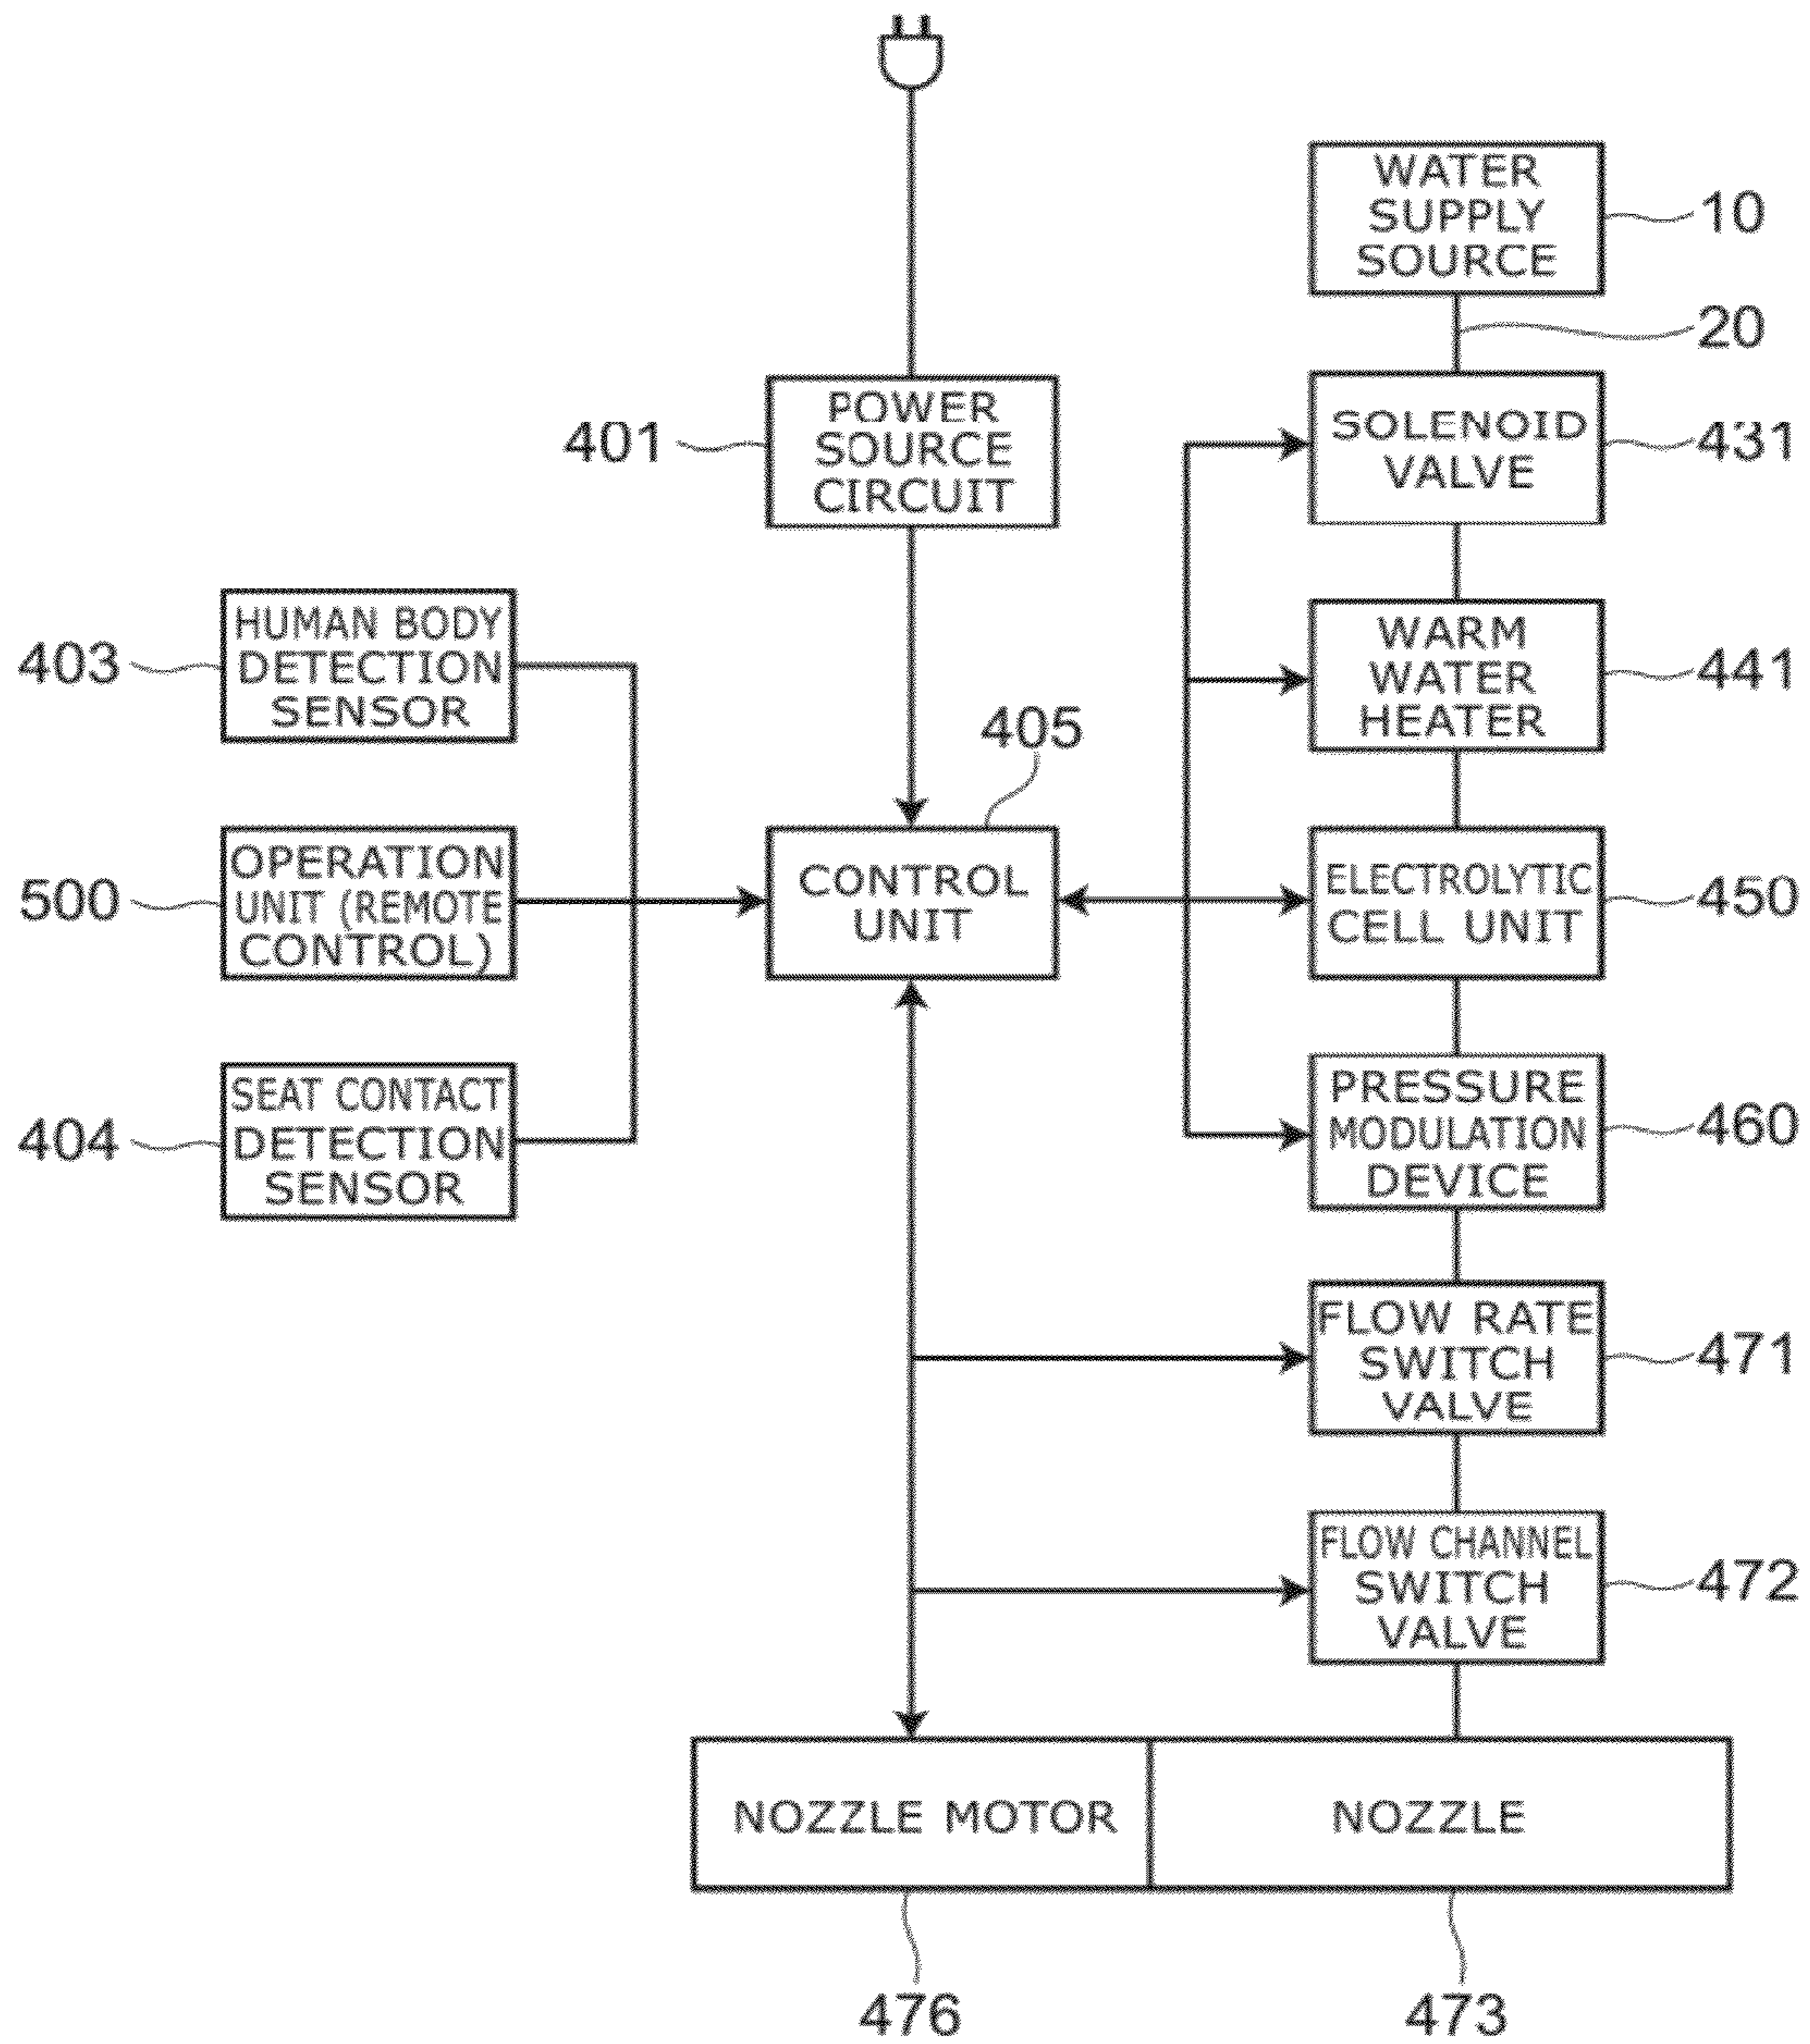 WATER
SUPPLY
SOURCE
10
20
POWER
SOURCE
CIRCUIT
401
SOLENOID
VALVE
431
HUMAN BODY
DETECTION
SENSOR
403
WARM
WATER
HEATER
441
405
OPERATION
UNIT (REMOTE
CONTROL)
500
CONTROL
UNIT
ELECTROLYTIC
CELL UNIT
450
SEAT CONTACT
DETECTION
SENSOR
404
PRESSURE
MODULATION
DEVICE
460
FLOW RATE
SWITCH
VALVE
471
FLOW CHANNEL
SWITCH
VALVE
472
NOZZLE MOTOR
NOZZLE
476
473